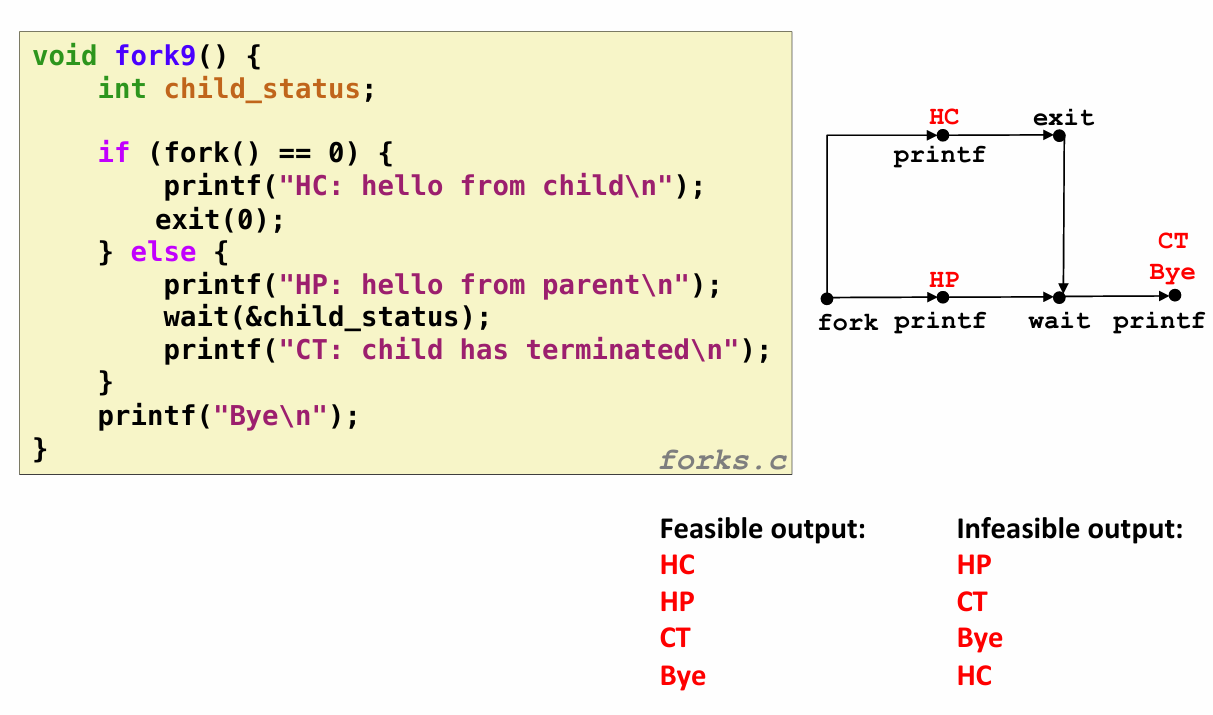 void fork9() {
    int child_status;

    if (fork() == 0) {
        printf("HC: hello from child\n");
        exit(0);
    } else {
        printf("HP: hello from parent\n");
        wait(&child_status);
        printf("CT: child has terminated\n");
    }
    printf("Bye\n");
}
forks.c
HC
exit
printf
CT
Bye
HP
fork printf wait printf
Feasible output:
HC
HP
CT
Bye
Infeasible output:
HP
CT
Bye
HC